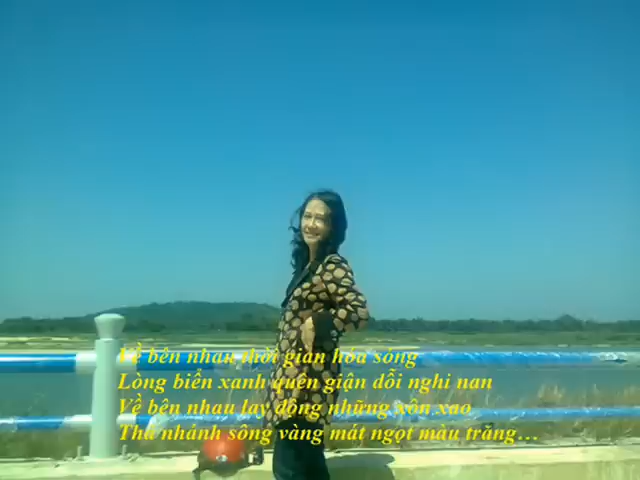 Về bên nhau thời gian hóa sóng
Lòng biển xanh quên giận dỗi nghi nan
Về bên nhau lay động những xôn xao
Thả nhánh sông vàng mát ngọt màu trăng…